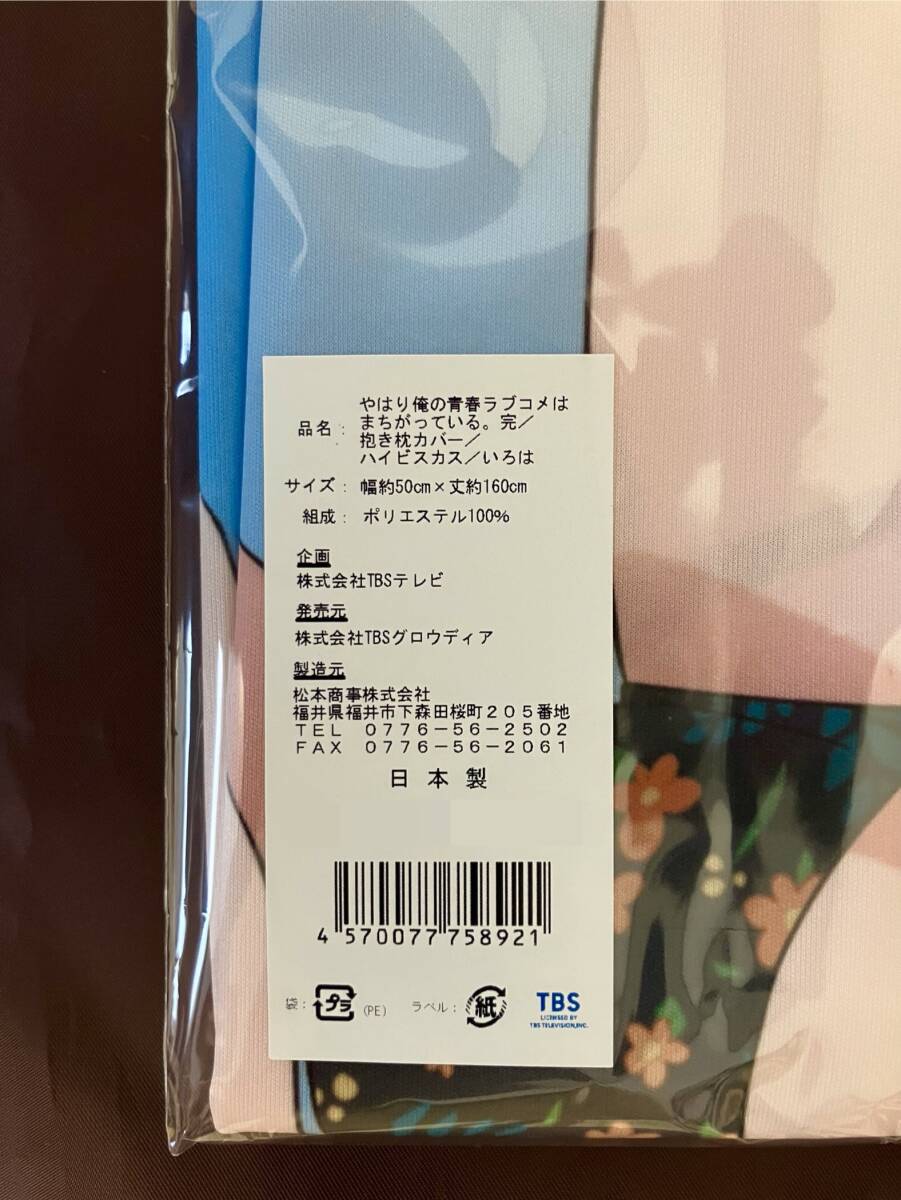 品名：
やはり俺の青春ラブコメは
まちがっている。完／
抱き枕カバー／
ハイビスカス／いろは
サイズ：幅約50cm×丈約160cm
組成：ポリエステル100%
企画
株式会社TBSテレビ
発売元
株式会社TBSグロウディア
製造元
松本商事株式会社
福井県福井市下森田桜町２０５番地
ＴＥＬ　０７７６－５６－２５０２
ＦＡＸ　０７７６－５６－２０６１
日本製
4 570077 758921
袋： プラ (PE) ラベル： 紙 TBS
LICENSED BY
TBS TELEVISION,INC.